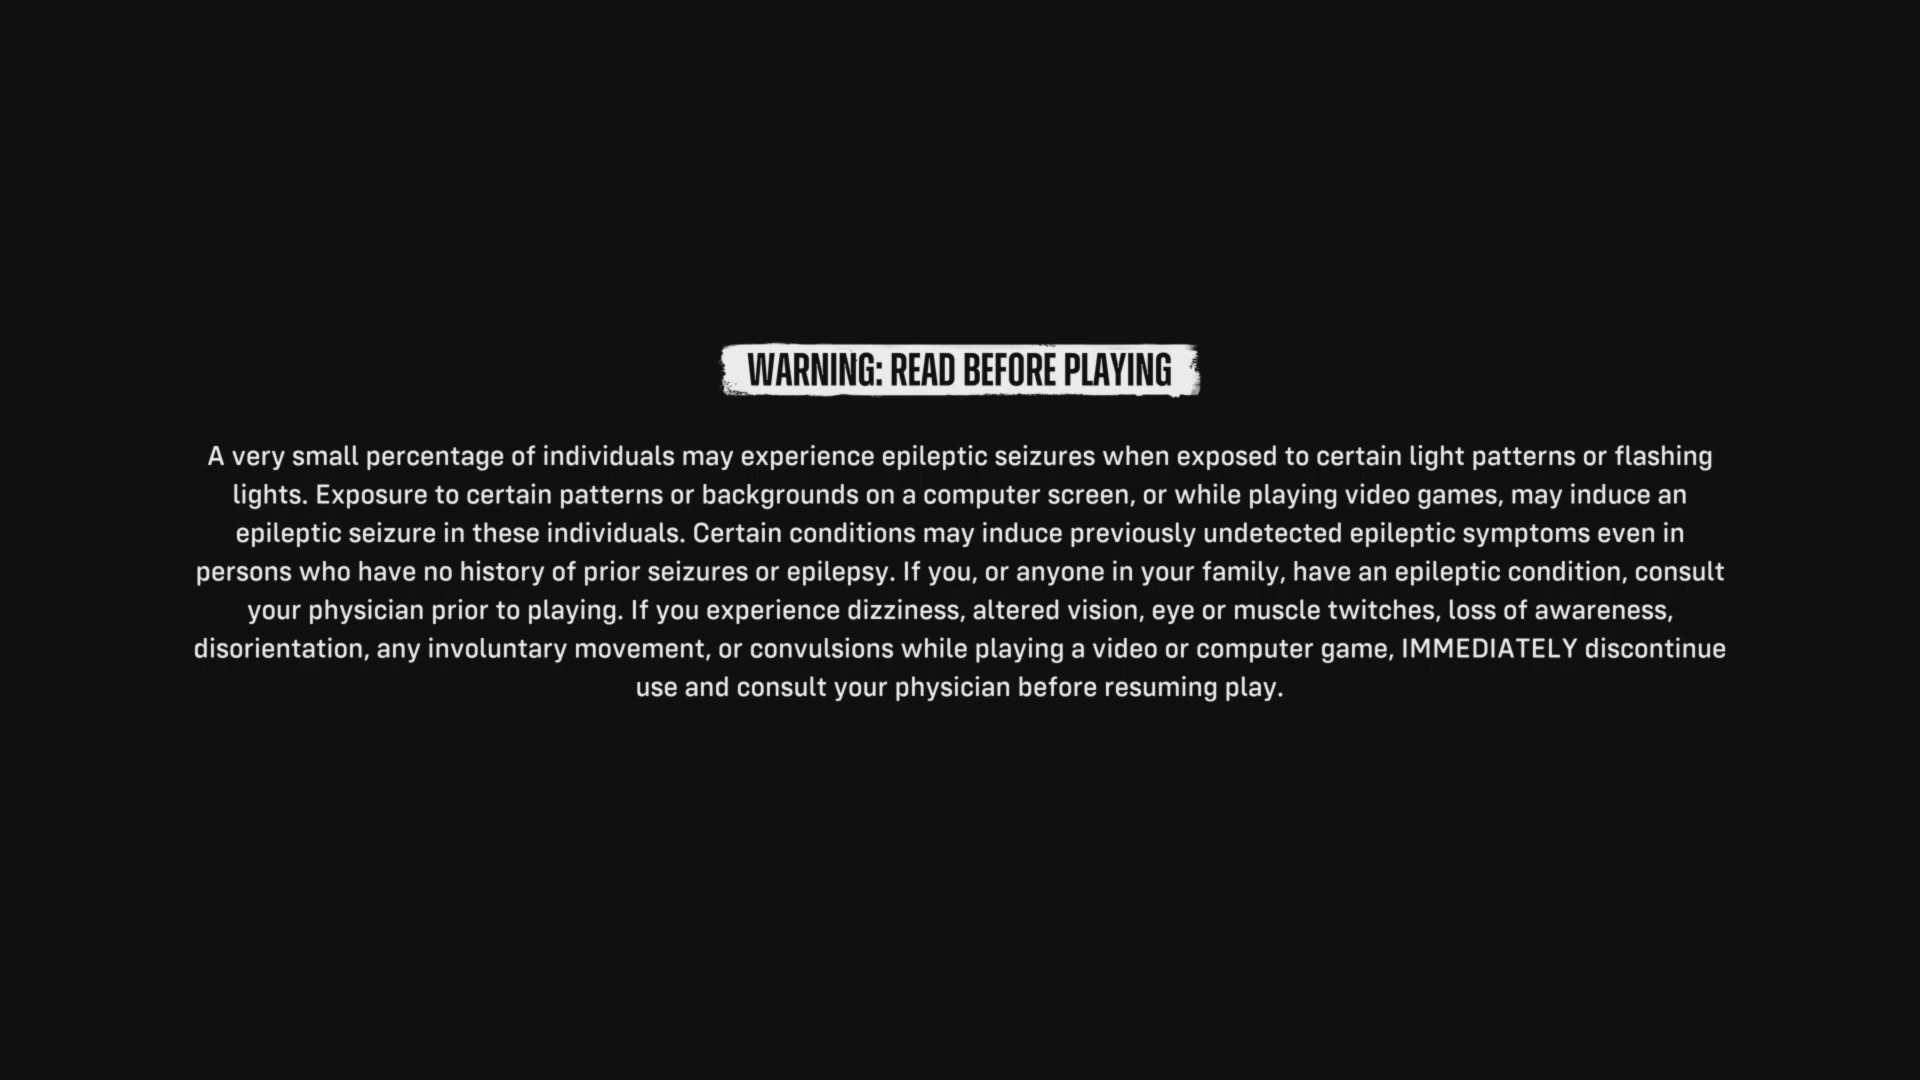 WARNING: READ BEFORE PLAYING
A very small percentage of individuals may experience epileptic seizures when exposed to certain light patterns or flashing
lights. Exposure to certain patterns or backgrounds on a computer screen, or while playing video games, may induce an
epileptic seizure in these individuals. Certain conditions may induce previously undetected epileptic symptoms even in
persons who have no history of prior seizures or epilepsy. If you, or anyone in your family, have an epileptic condition, consult
your physician prior to playing. If you experience dizziness, altered vision, eye or muscle twitches, loss of awareness,
disorientation, any involuntary movement, or convulsions while playing a video or computer game, IMMEDIATELY discontinue
use and consult your physician before resuming play.